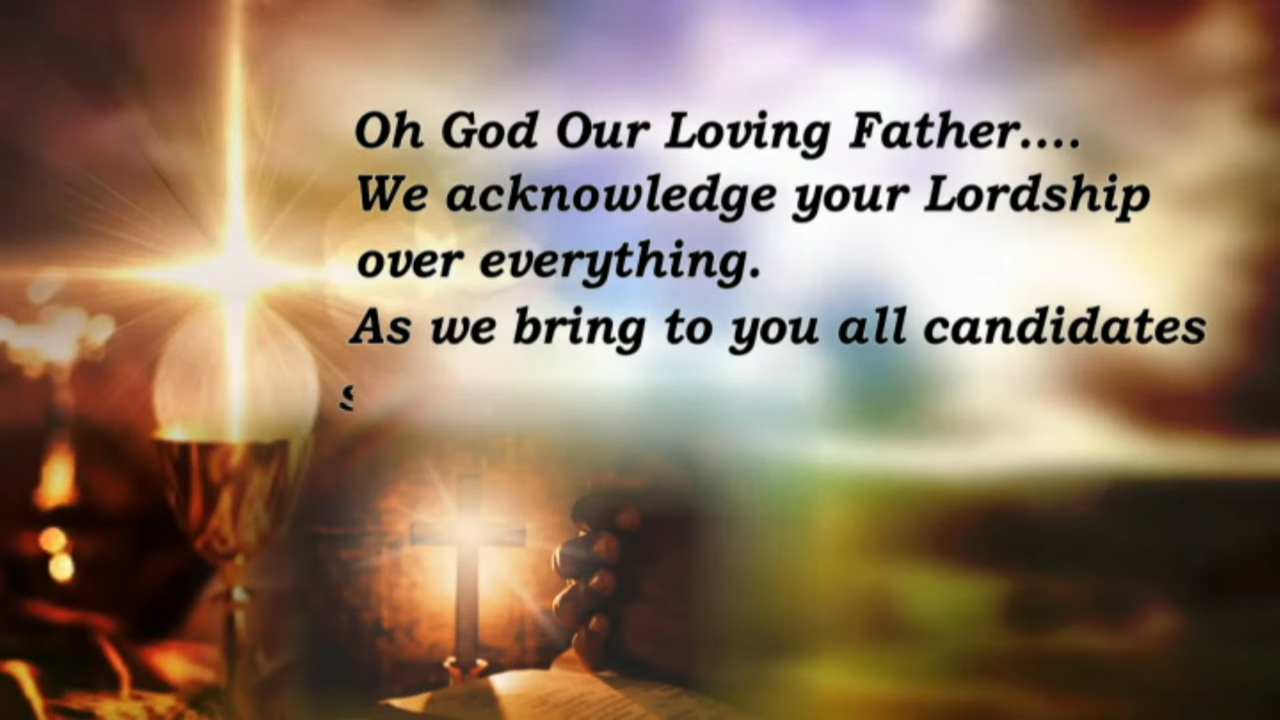 Oh God Our Loving Father....
We acknowledge your Lordship
over everything.
As we bring to you all candidates
s